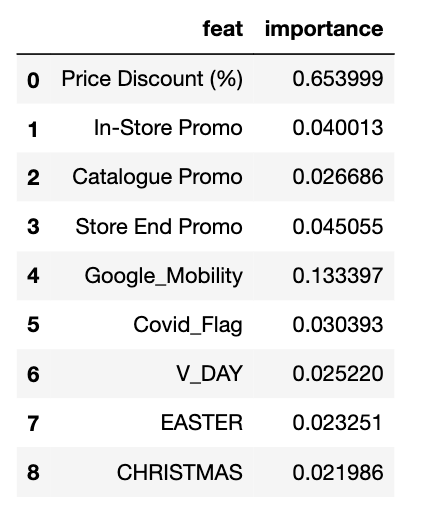 feat importance
0 Price Discount (%) 0.653999
1 In-Store Promo 0.040013
2 Catalogue Promo 0.026686
3 Store End Promo 0.045055
4 Google_Mobility 0.133397
5 Covid_Flag 0.030393
6 V_DAY 0.025220
7 EASTER 0.023251
8 CHRISTMAS 0.021986